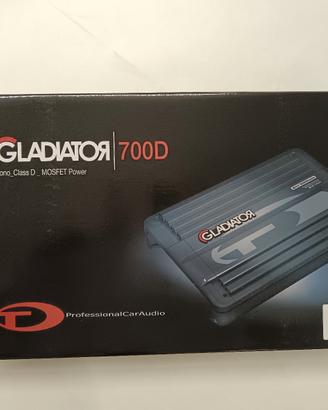 GLADIATOR 700D
ono_Class D _ MOSFET Power
GLADIATOR
ProfessionalCarAudio